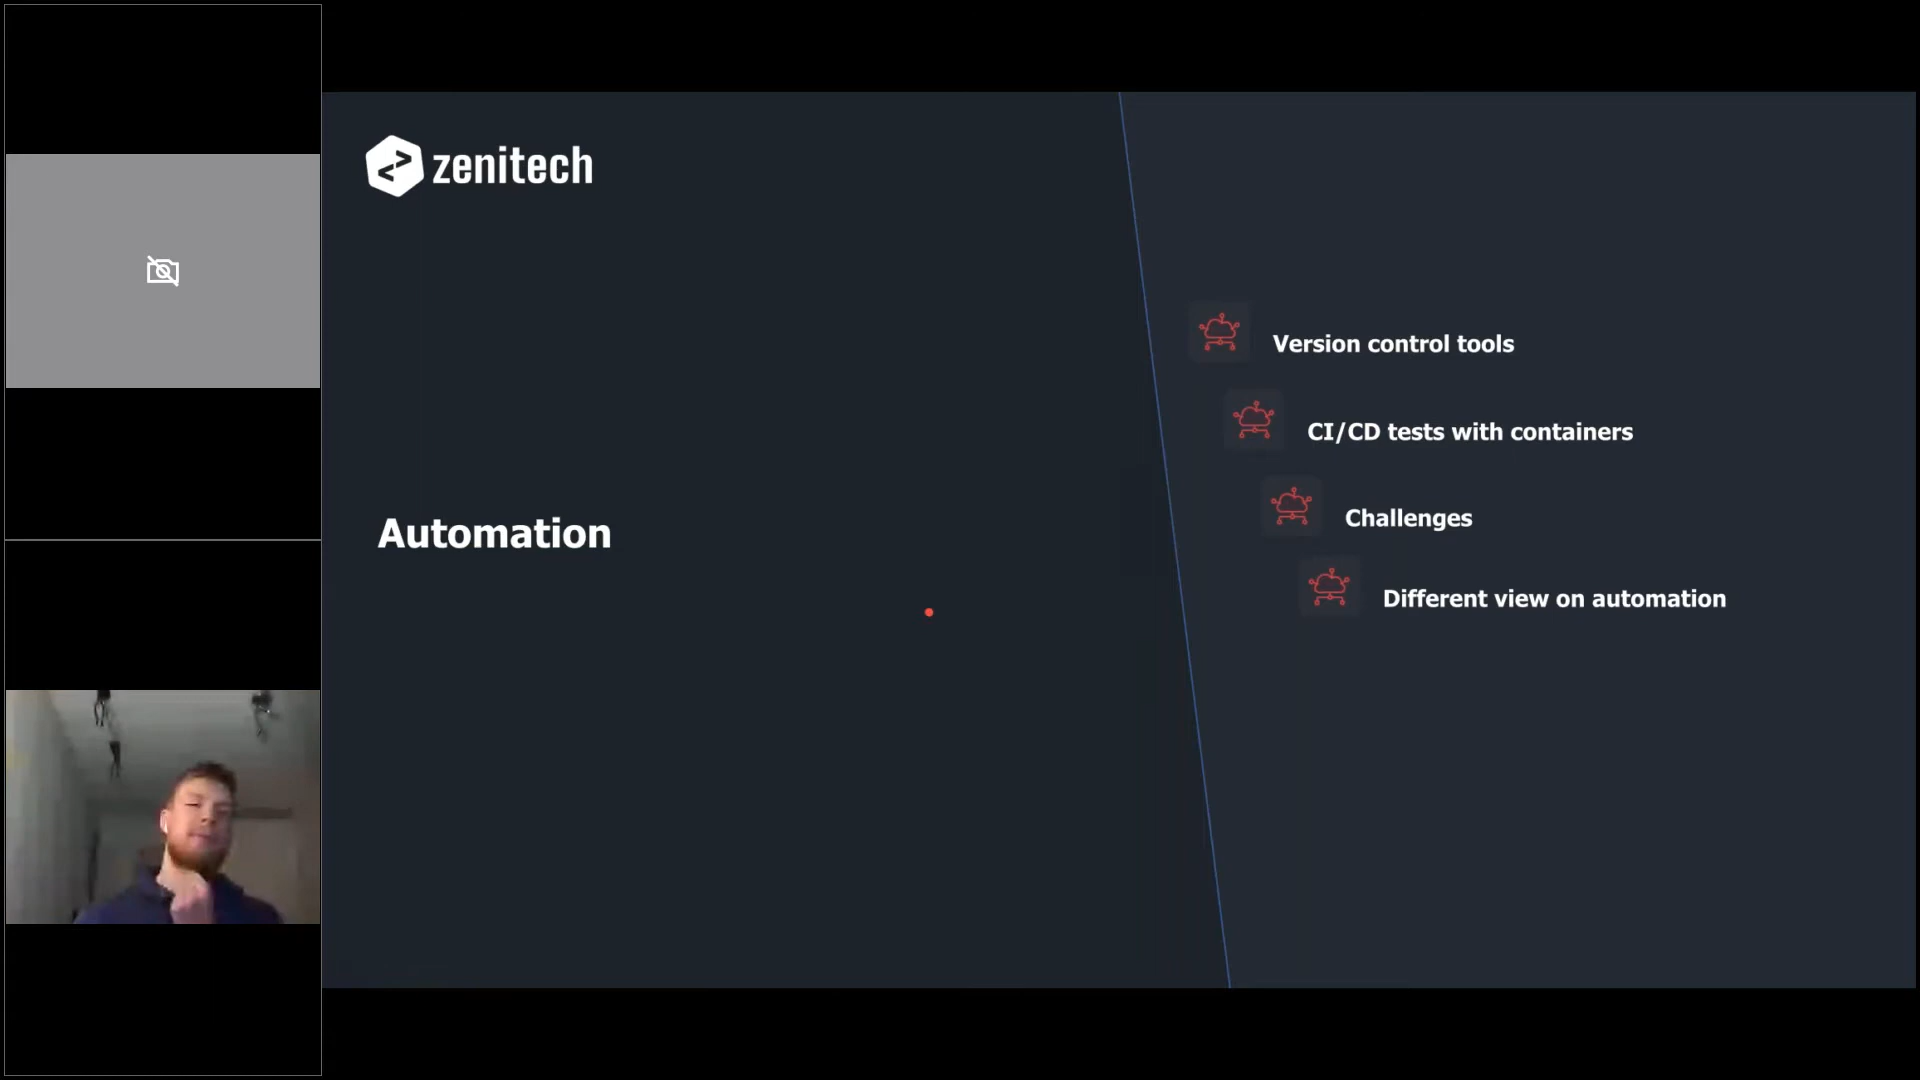 zenitech
Automation
Version control tools
CI/CD tests with containers
Challenges
Different view on automation